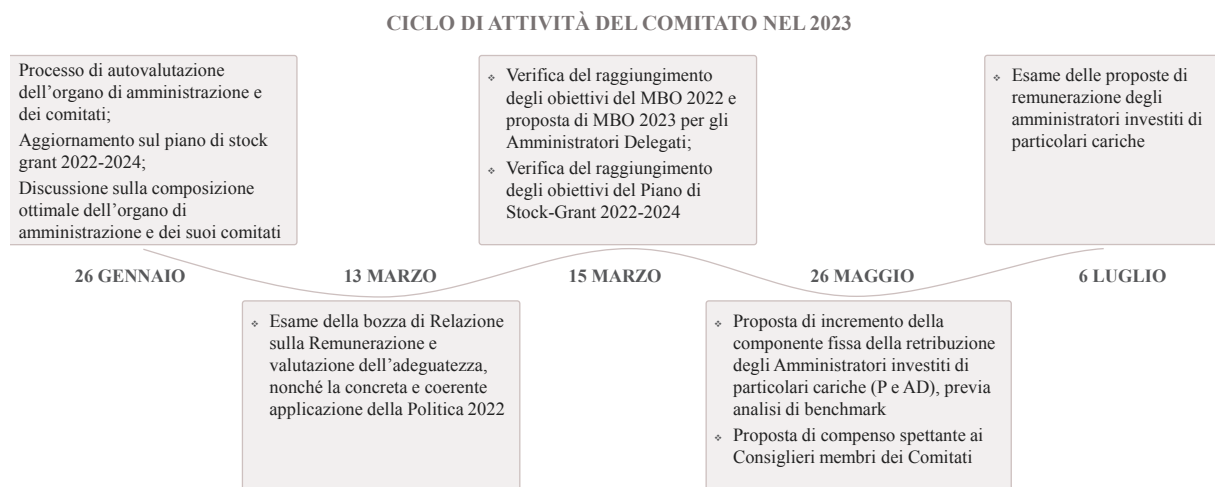 CICLO DI ATTIVITÀ DEL COMITATO NEL 2023
Processo di autovalutazione
dell'organo di amministrazione e
dei comitati;
Aggiornamento sul piano di stock
grant 2022-2024;
Discussione sulla composizione
ottimale dell'organo di
amministrazione e dei suoi comitati
26 GENNAIO
13 MARZO
❖ Esame della bozza di Relazione
sulla Remunerazione e
valutazione dell'adeguatezza,
nonché la concreta e coerente
applicazione della Politica 2022
❖ Verifica del raggiungimento
degli obiettivi del MBO 2022 e
proposta di MBO 2023 per gli
Amministratori Delegati;
❖ Verifica del raggiungimento
degli obiettivi del Piano di
Stock-Grant 2022-2024
15 MARZO
26 MAGGIO
❖ Proposta di incremento della
componente fissa della retribuzione
degli Amministratori investiti di
particolari cariche (P e AD), previa
analisi di benchmark
❖ Proposta di compenso spettante ai
Consiglieri membri dei Comitati
❖ Esame delle proposte di
remunerazione degli
amministratori investiti di
particolari cariche
6 LUGLIO